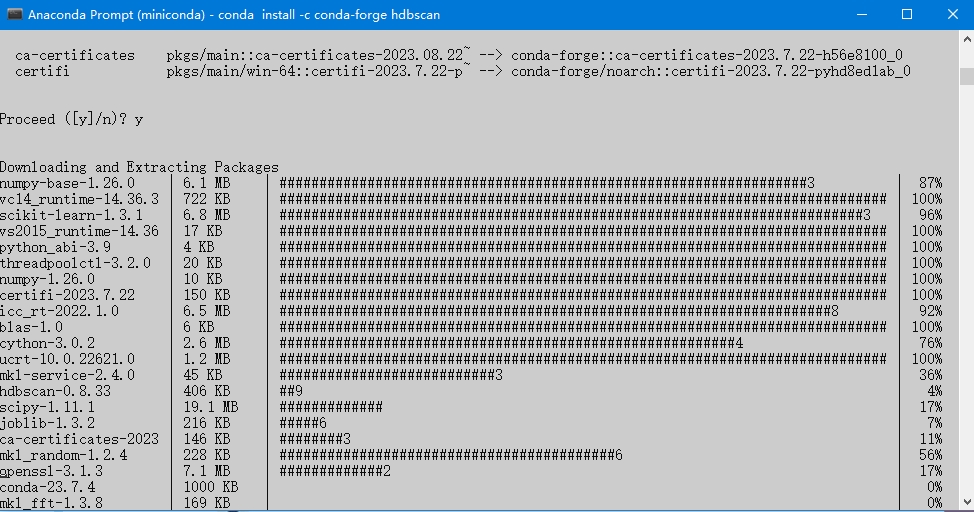 Anaconda Prompt (miniconda) - conda  install -c conda-forge hdbscan
ca-certificates    pkgs/main::ca-certificates-2023.08.22~ --> conda-forge::ca-certificates-2023.7.22-h56e8100_0
certifi            pkgs/main/win-64::certifi-2023.7.22-p~ --> conda-forge/noarch::certifi-2023.7.22-pyhd8ed1ab_0
Proceed ([y]/n)? y
Downloading and Extracting Packages
numpy-base-1.26.0 | 6.1 MB | ##################################################################3 | 87%
vc14_runtime-14.36.3 | 722 KB | ############################################################################ | 100%
scikit-learn-1.3.1 | 6.8 MB | #########################################################################3 | 96%
vs2015_runtime-14.36 | 17 KB | ############################################################################ | 100%
python_abi-3.9 | 4 KB | ############################################################################ | 100%
threadpoolctl-3.2.0 | 20 KB | ############################################################################ | 100%
numpy-1.26.0 | 10 KB | ############################################################################ | 100%
certifi-2023.7.22 | 150 KB | ############################################################################ | 100%
icc_rt-2022.1.0 | 6.5 MB | #####################################################################8 | 92%
blas-1.0 | 6 KB | ############################################################################ | 100%
cython-3.0.2 | 2.6 MB | #########################################################4 | 76%
ucrt-10.0.22621.0 | 1.2 MB | ############################################################################ | 100%
mkl-service-2.4.0 | 45 KB | ###########################3 | 36%
hdbscan-0.8.33 | 406 KB | ##9 | 4%
scipy-1.11.1 | 19.1 MB | ############# | 17%
joblib-1.3.2 | 216 KB | #####6 | 7%
ca-certificates-2023 | 146 KB | ########3 | 11%
mkl_random-1.2.4 | 228 KB | ##########################################6 | 56%
openssl-3.1.3 | 7.1 MB | #############2 | 17%
conda-23.7.4 | 1000 KB | | 0%
mkl_fft-1.3.8 | 169 KB | | 0%